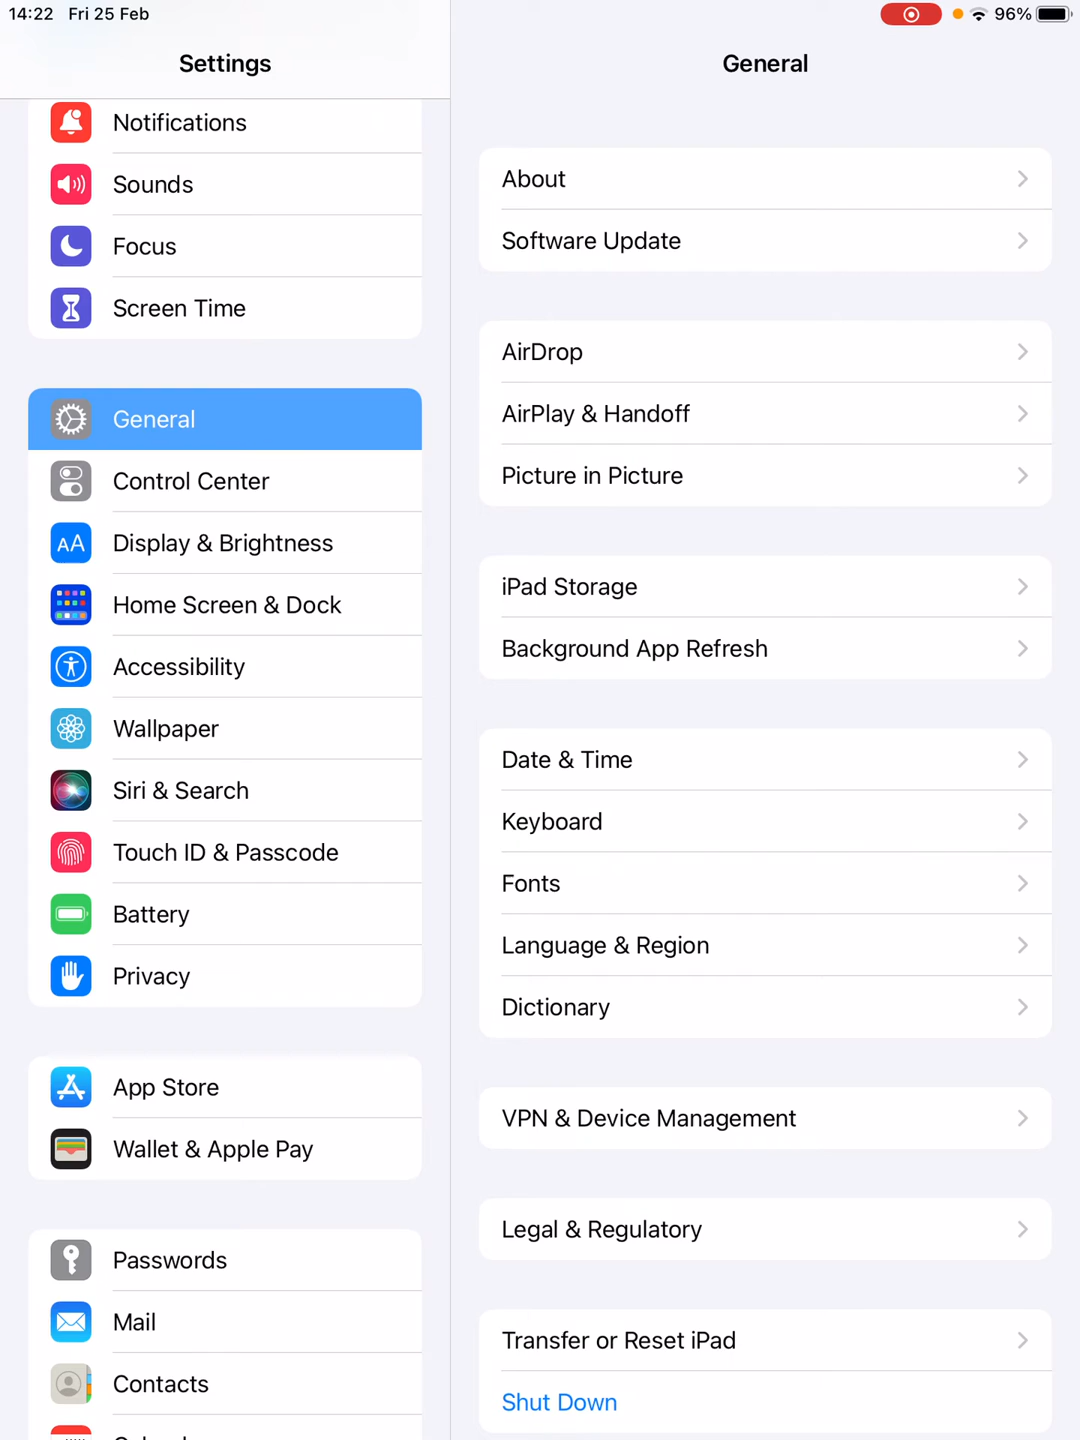 14:22 Fri 25 Feb
96%
Settings
Notifications
Sounds
Focus
Screen Time
General
Control Center
AA
Display & Brightness
Home Screen & Dock
Accessibility
Wallpaper
Siri & Search
Touch ID & Passcode
Battery
Privacy
App Store
Wallet & Apple Pay
Passwords
Mail
Contacts
General
About
Software Update
AirDrop
AirPlay & Handoff
Picture in Picture
iPad Storage
Background App Refresh
Date & Time
Keyboard
Fonts
Language & Region
Dictionary
VPN & Device Management
Legal & Regulatory
Transfer or Reset iPad
Shut Down